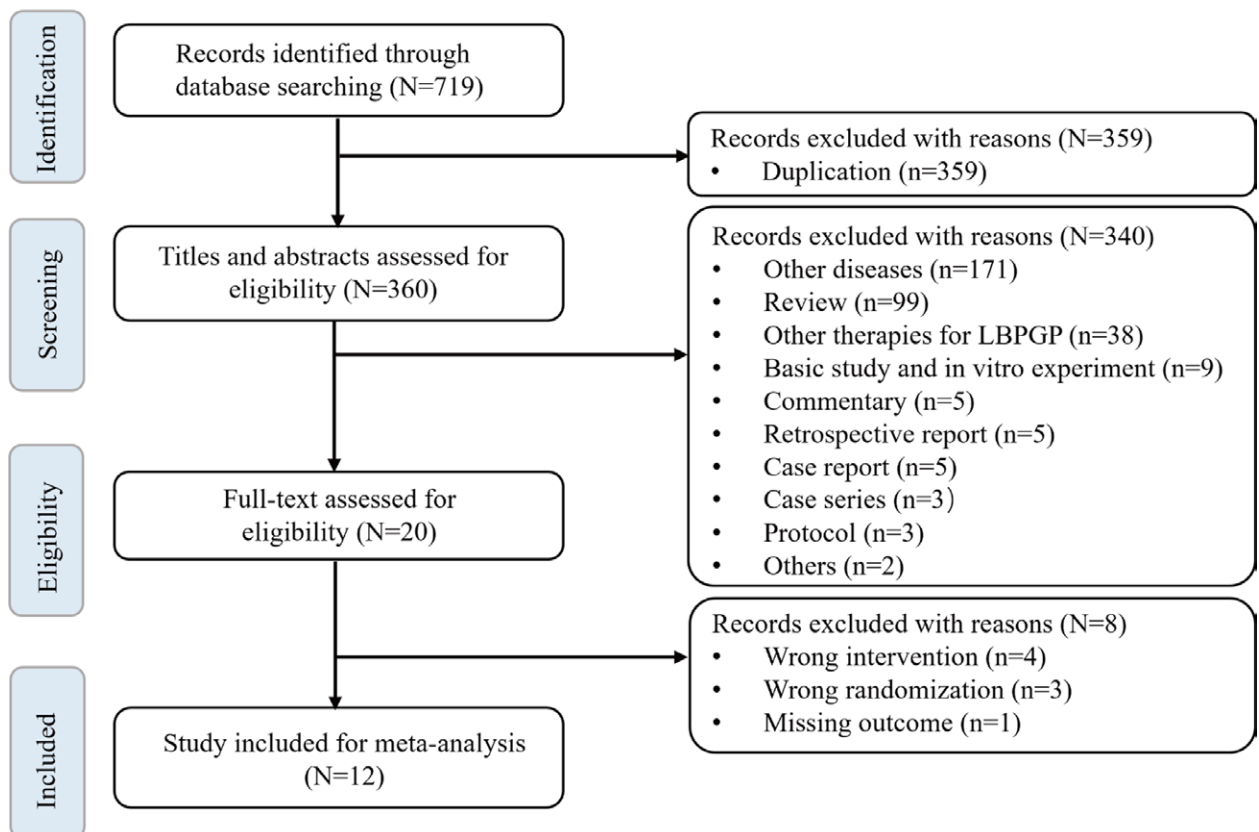 Identification
Records identified through
database searching (N=719)
Records excluded with reasons (N=359)
• Duplication (n=359)
Screening
Titles and abstracts assessed for
eligibility (N=360)
Records excluded with reasons (N=340)
• Other diseases (n=171)
• Review (n=99)
• Other therapies for LBPGP (n=38)
• Basic study and in vitro experiment (n=9)
• Commentary (n=5)
• Retrospective report (n=5)
• Case report (n=5)
• Case series (n=3）
• Protocol (n=3)
• Others (n=2)
Eligibility
Full-text assessed for
eligibility (N=20)
Records excluded with reasons (N=8)
• Wrong intervention (n=4)
• Wrong randomization (n=3)
• Missing outcome (n=1)
Included
Study included for meta-analysis
(N=12)